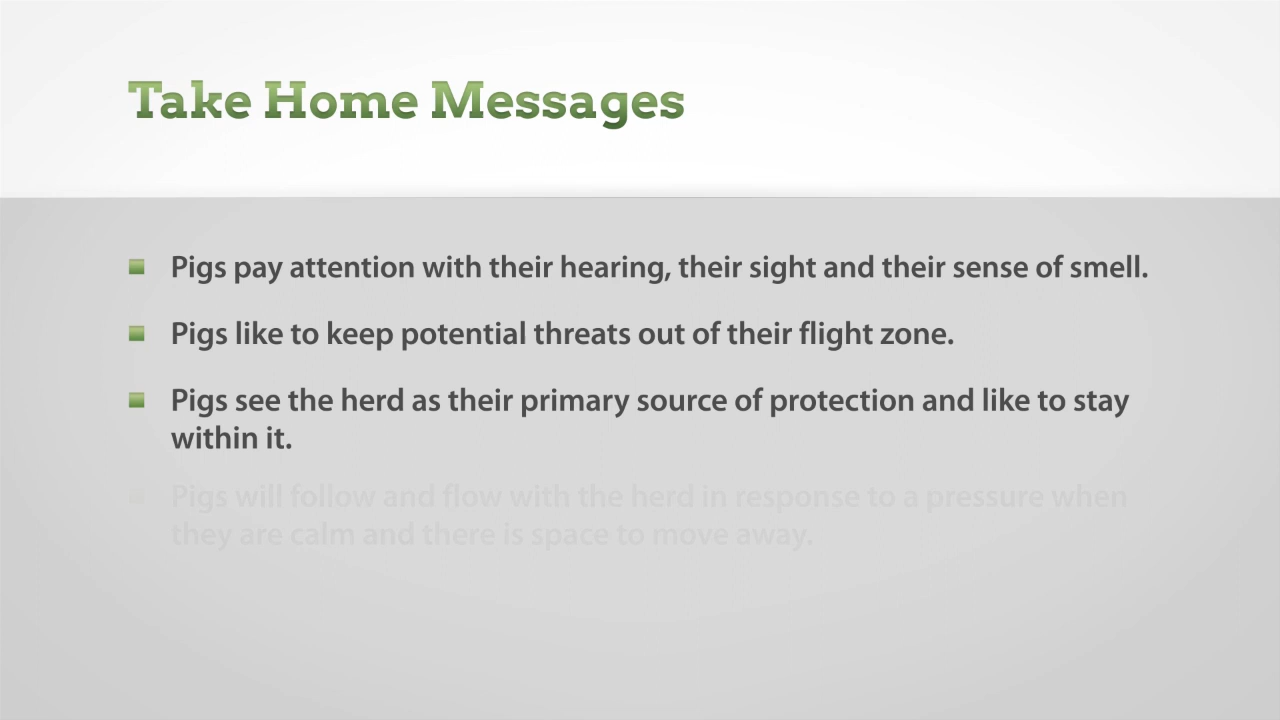 Take Home Messages
Pigs pay attention with their hearing, their sight and their sense of smell.
Pigs like to keep potential threats out of their flight zone.
Pigs see the herd as their primary source of protection and like to stay
within it.
Pigs will follow and flow with the herd in response to a pressure when
they are calm and there is space to move away.